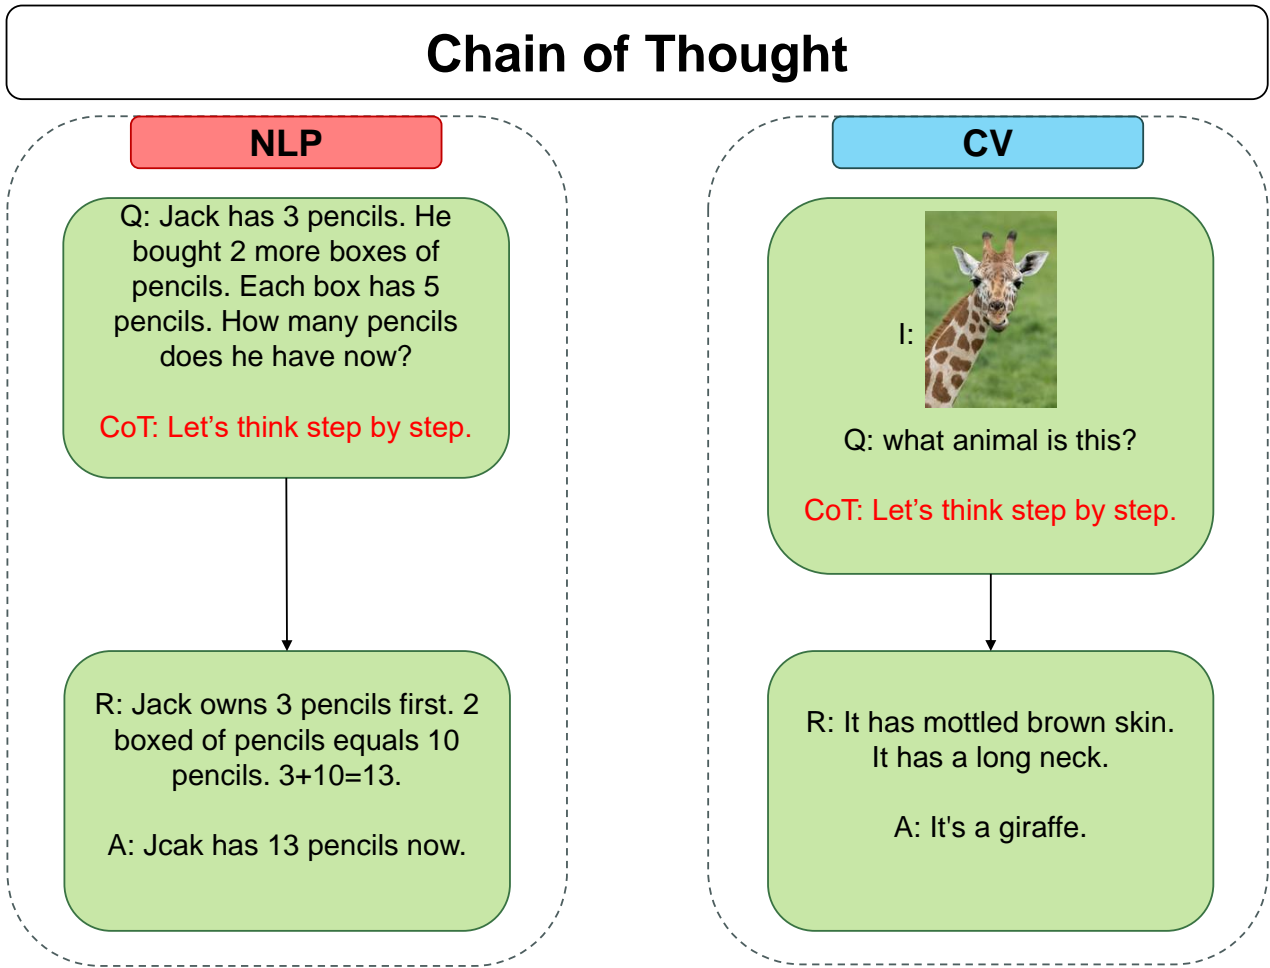 Chain of Thought
NLP
Q: Jack has 3 pencils. He
bought 2 more boxes of
pencils. Each box has 5
pencils. How many pencils
does he have now?
CoT: Let’s think step by step.
R: Jack owns 3 pencils first. 2
boxed of pencils equals 10
pencils. 3+10=13.
A: Jcak has 13 pencils now.
CV
I:
Q: what animal is this?
CoT: Let’s think step by step.
R: It has mottled brown skin.
It has a long neck.
A: It's a giraffe.